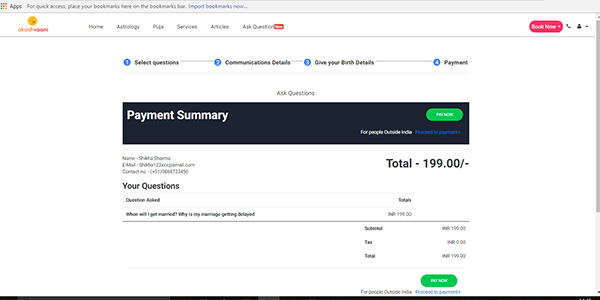 Apps For quick access, place your bookmarks here on the bookmarks bar. Import bookmarks now...
akashvaani
Home Astrology Puja Services Articles Ask Question New Book Now
1 Select questions 2 Communications Details 3 Give your Birth Details 4 Payment
Ask Questions
Payment Summary PAY NOW
For people Outside India Proceed to payment
Name - Shikha Sharma
E-Mail - Shikha123xxx@email.com
Contact no. - (+91)9868733456
Total - 199.00/-
Your Questions
Question Asked Totals
When will I get married? Why is my marriage getting delayed INR 199.00
Subtotal INR 199.00
Tax INR 0.00
Total INR 199.00
PAY NOW
For people Outside India Proceed to payment